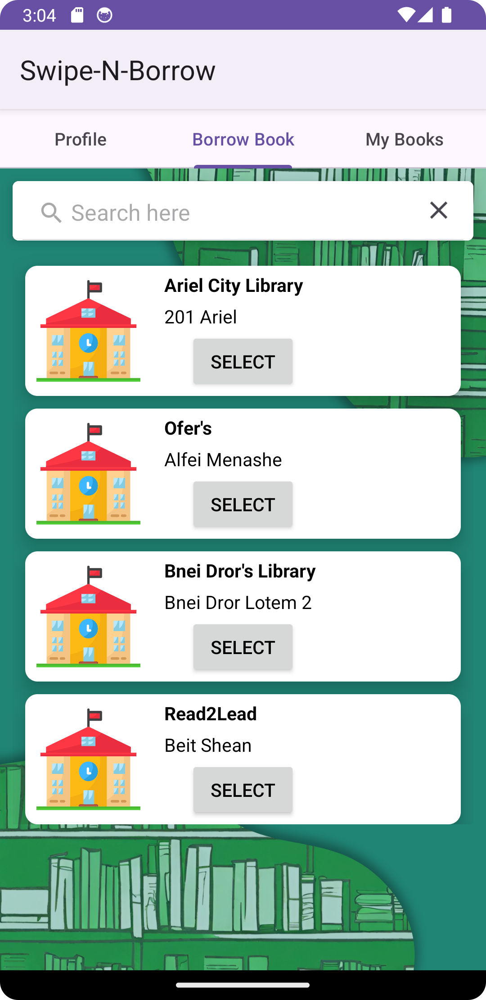 3:04
Swipe-N-Borrow
Profile
Borrow Book
My Books
Search here
Ariel City Library
201 Ariel
SELECT
Ofer's
Alfei Menashe
SELECT
Bnei Dror's Library
Bnei Dror Lotem 2
SELECT
Read2Lead
Beit Shean
SELECT